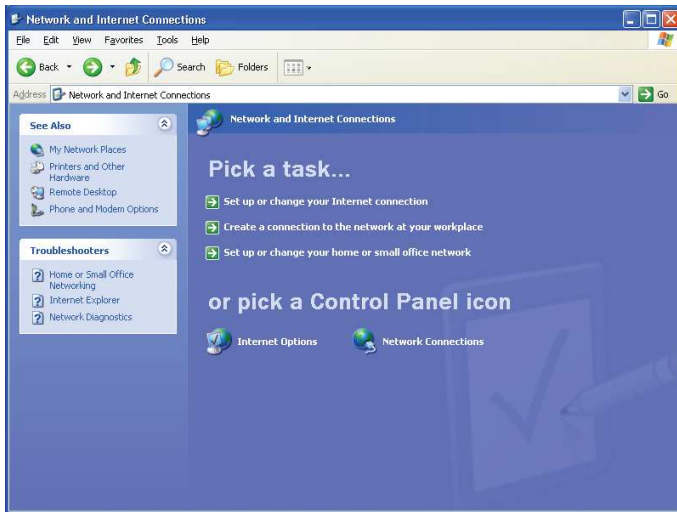 Network and Internet Connections
File Edit View Favorites Tools Help
Back Search Folders
Address Network and Internet Connections Go
See Also
My Network Places
Printers and Other
Hardware
Remote Desktop
Phone and Modem Options
Troubleshooters
Home or Small Office
Networking
Internet Explorer
Network Diagnostics
Network and Internet Connections
Pick a task...
Set up or change your Internet connection
Create a connection to the network at your workplace
Set up or change your home or small office network
or pick a Control Panel icon
Internet Options Network Connections